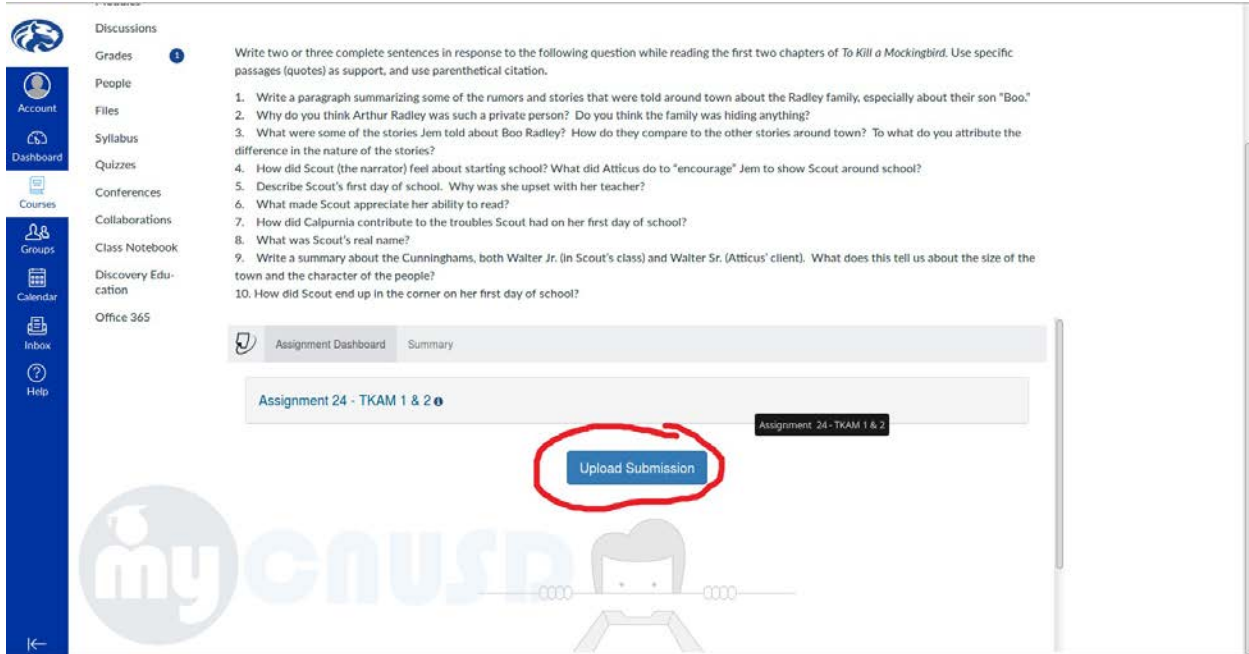 Discussions
Grades 1
People
Files
Syllabus
Quizzes
Conferences
Collaborations
Class Notebook
Discovery Edu-
cation
Office 365
Account
Dashboard
Courses
Groups
Calendar
Inbox
Help
Write two or three complete sentences in response to the following question while reading the first two chapters of To Kill a Mockingbird. Use specific
passages (quotes) as support, and use parenthetical citation.
1. Write a paragraph summarizing some of the rumors and stories that were told around town about the Radley family, especially about their son "Boo."
2. Why do you think Arthur Radley was such a private person? Do you think the family was hiding anything?
3. What were some of the stories Jem told about Boo Radley? How do they compare to the other stories around town? To what do you attribute the
difference in the nature of the stories?
4. How did Scout (the narrator) feel about starting school? What did Atticus do to "encourage" Jem to show Scout around school?
5. Describe Scout's first day of school. Why was she upset with her teacher?
6. What made Scout appreciate her ability to read?
7. How did Calpurnia contribute to the troubles Scout had on her first day of school?
8. What was Scout's real name?
9. Write a summary about the Cunninghams, both Walter Jr. (in Scout's class) and Walter Sr. (Atticus' client). What does this tell us about the size of the
town and the character of the people?
10. How did Scout end up in the corner on her first day of school?
Assignment Dashboard Summary
Assignment 24 - TKAM 1 & 2
Assignment 24 - TKAM 1 & 2
Upload Submission
my CNUSD